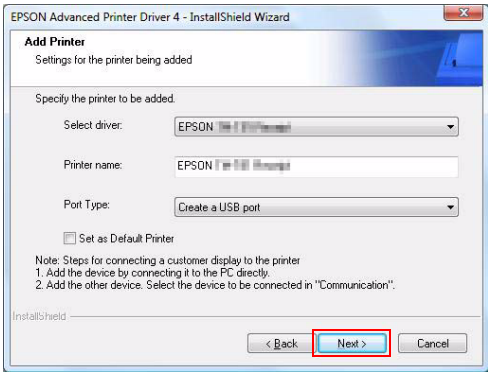 EPSON Advanced Printer Driver 4 - InstallShield Wizard
Add Printer
Settings for the printer being added
Specify the printer to be added.
Select driver:
EPSON
Printer name:
EPSON
Port Type:
Create a USB port
Set as Default Printer
Note: Steps for connecting a customer display to the printer
1. Add the device by connecting it to the PC directly.
2. Add the other device. Select the device to be connected in "Communication".
InstallShield
< Back
Next >
Cancel